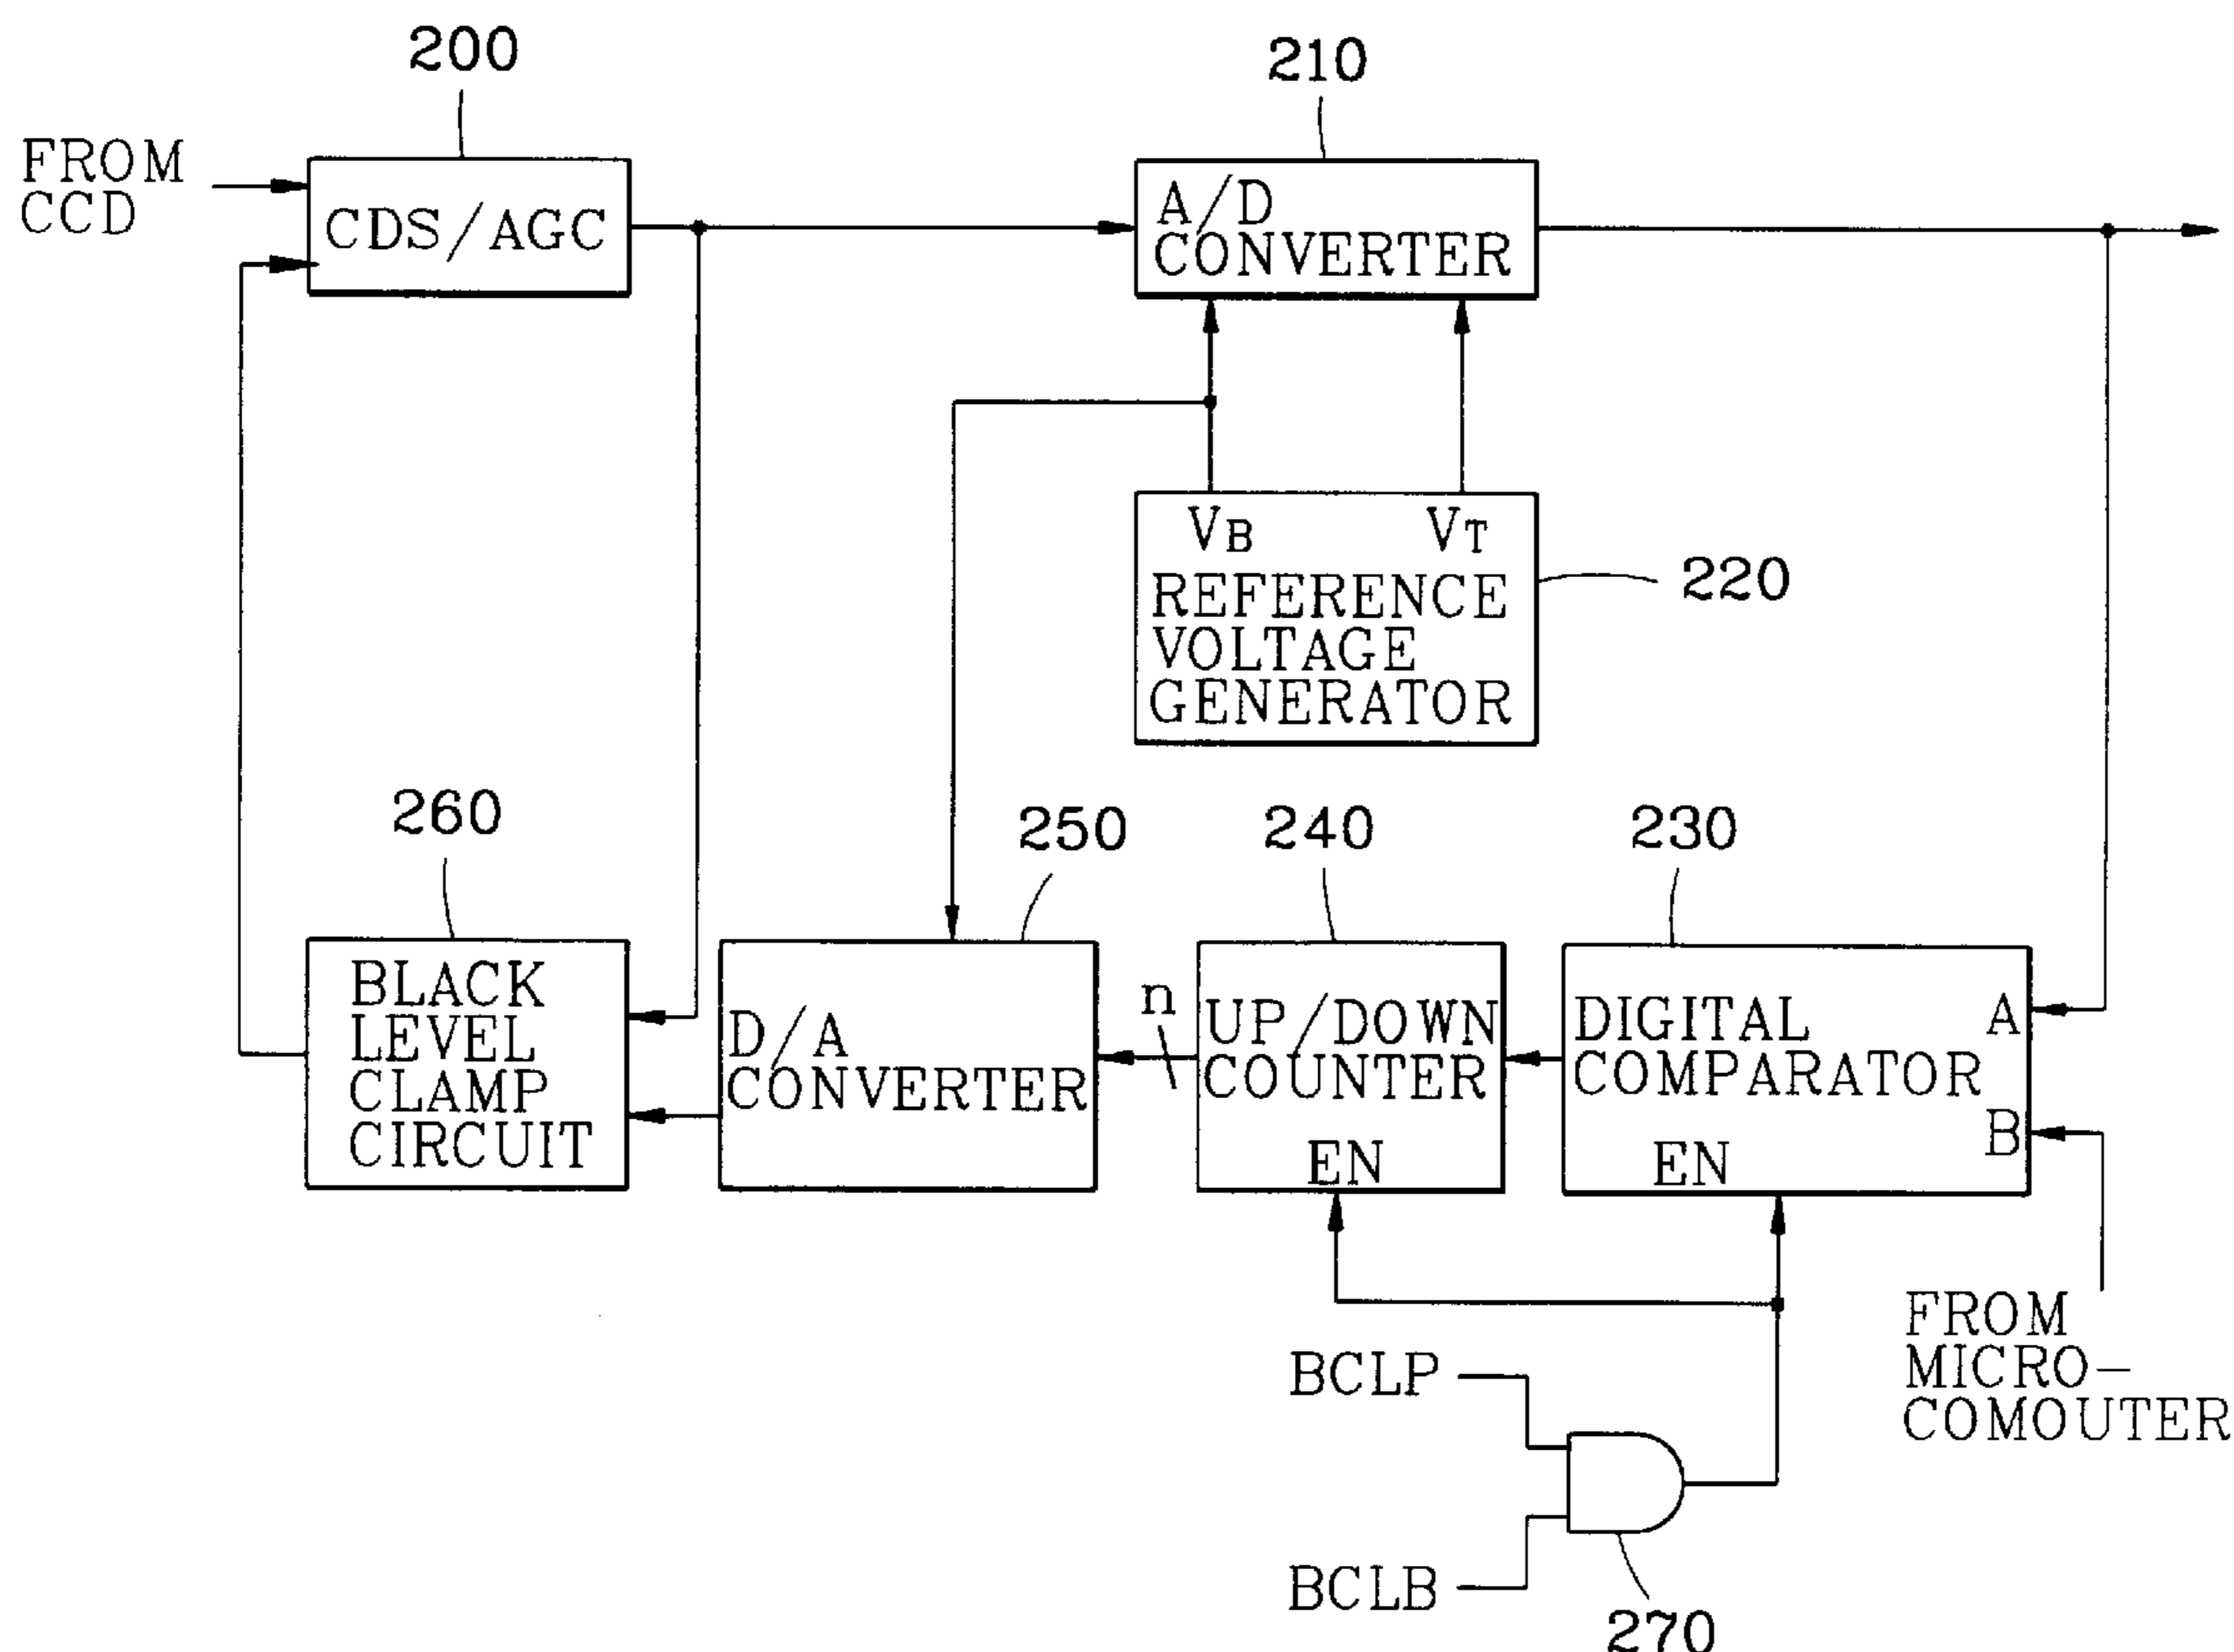 200
210
FROM
CCD
CDS/AGC
A/D
CONVERTER
VB VT
REFERENCE
VOLTAGE
GENERATOR
220
260
250
240
230
BLACK
LEVEL
CLAMP
CIRCUIT
D/A
CONVERTER
n
UP/DOWN
COUNTER
EN
DIGITAL
COMPARATOR
EN
A
B
FROM
MICRO-
COMOUTER
BCLP
BCLB
270